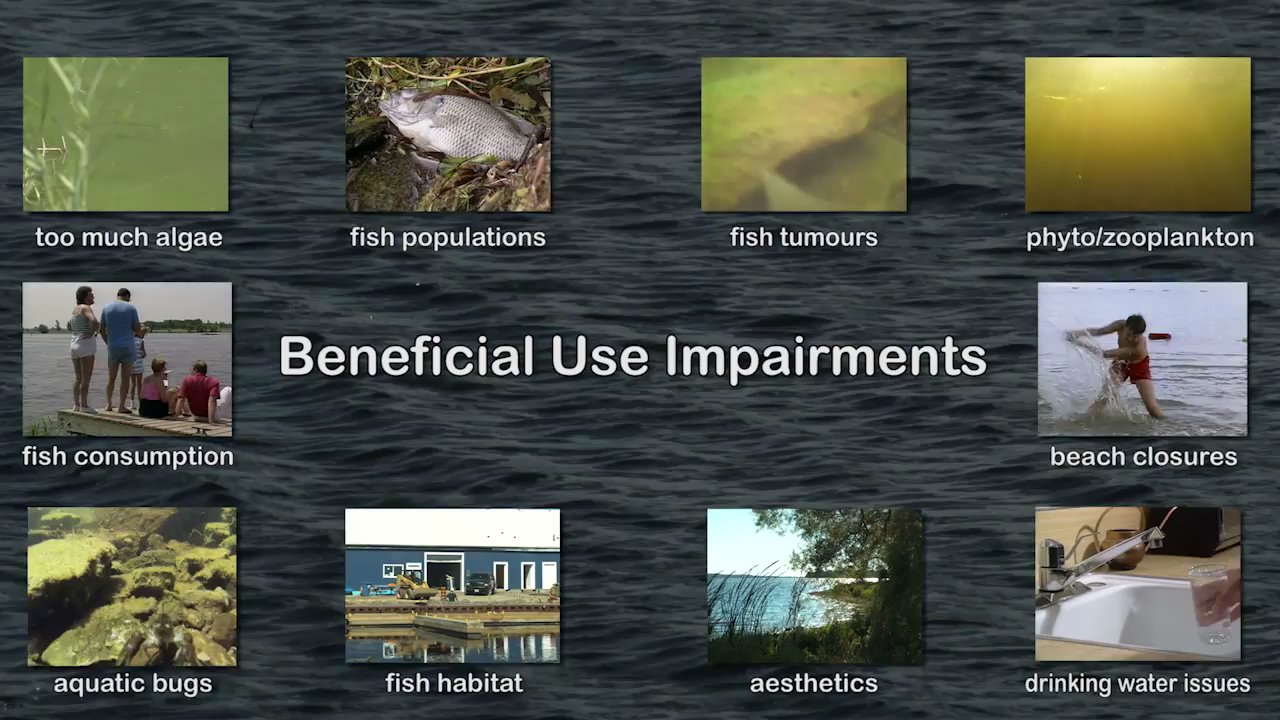 too much algae
fish populations
fish tumours
phyto/zooplankton
Beneficial Use Impairments
fish consumption
beach closures
aquatic bugs
fish habitat
aesthetics
drinking water issues